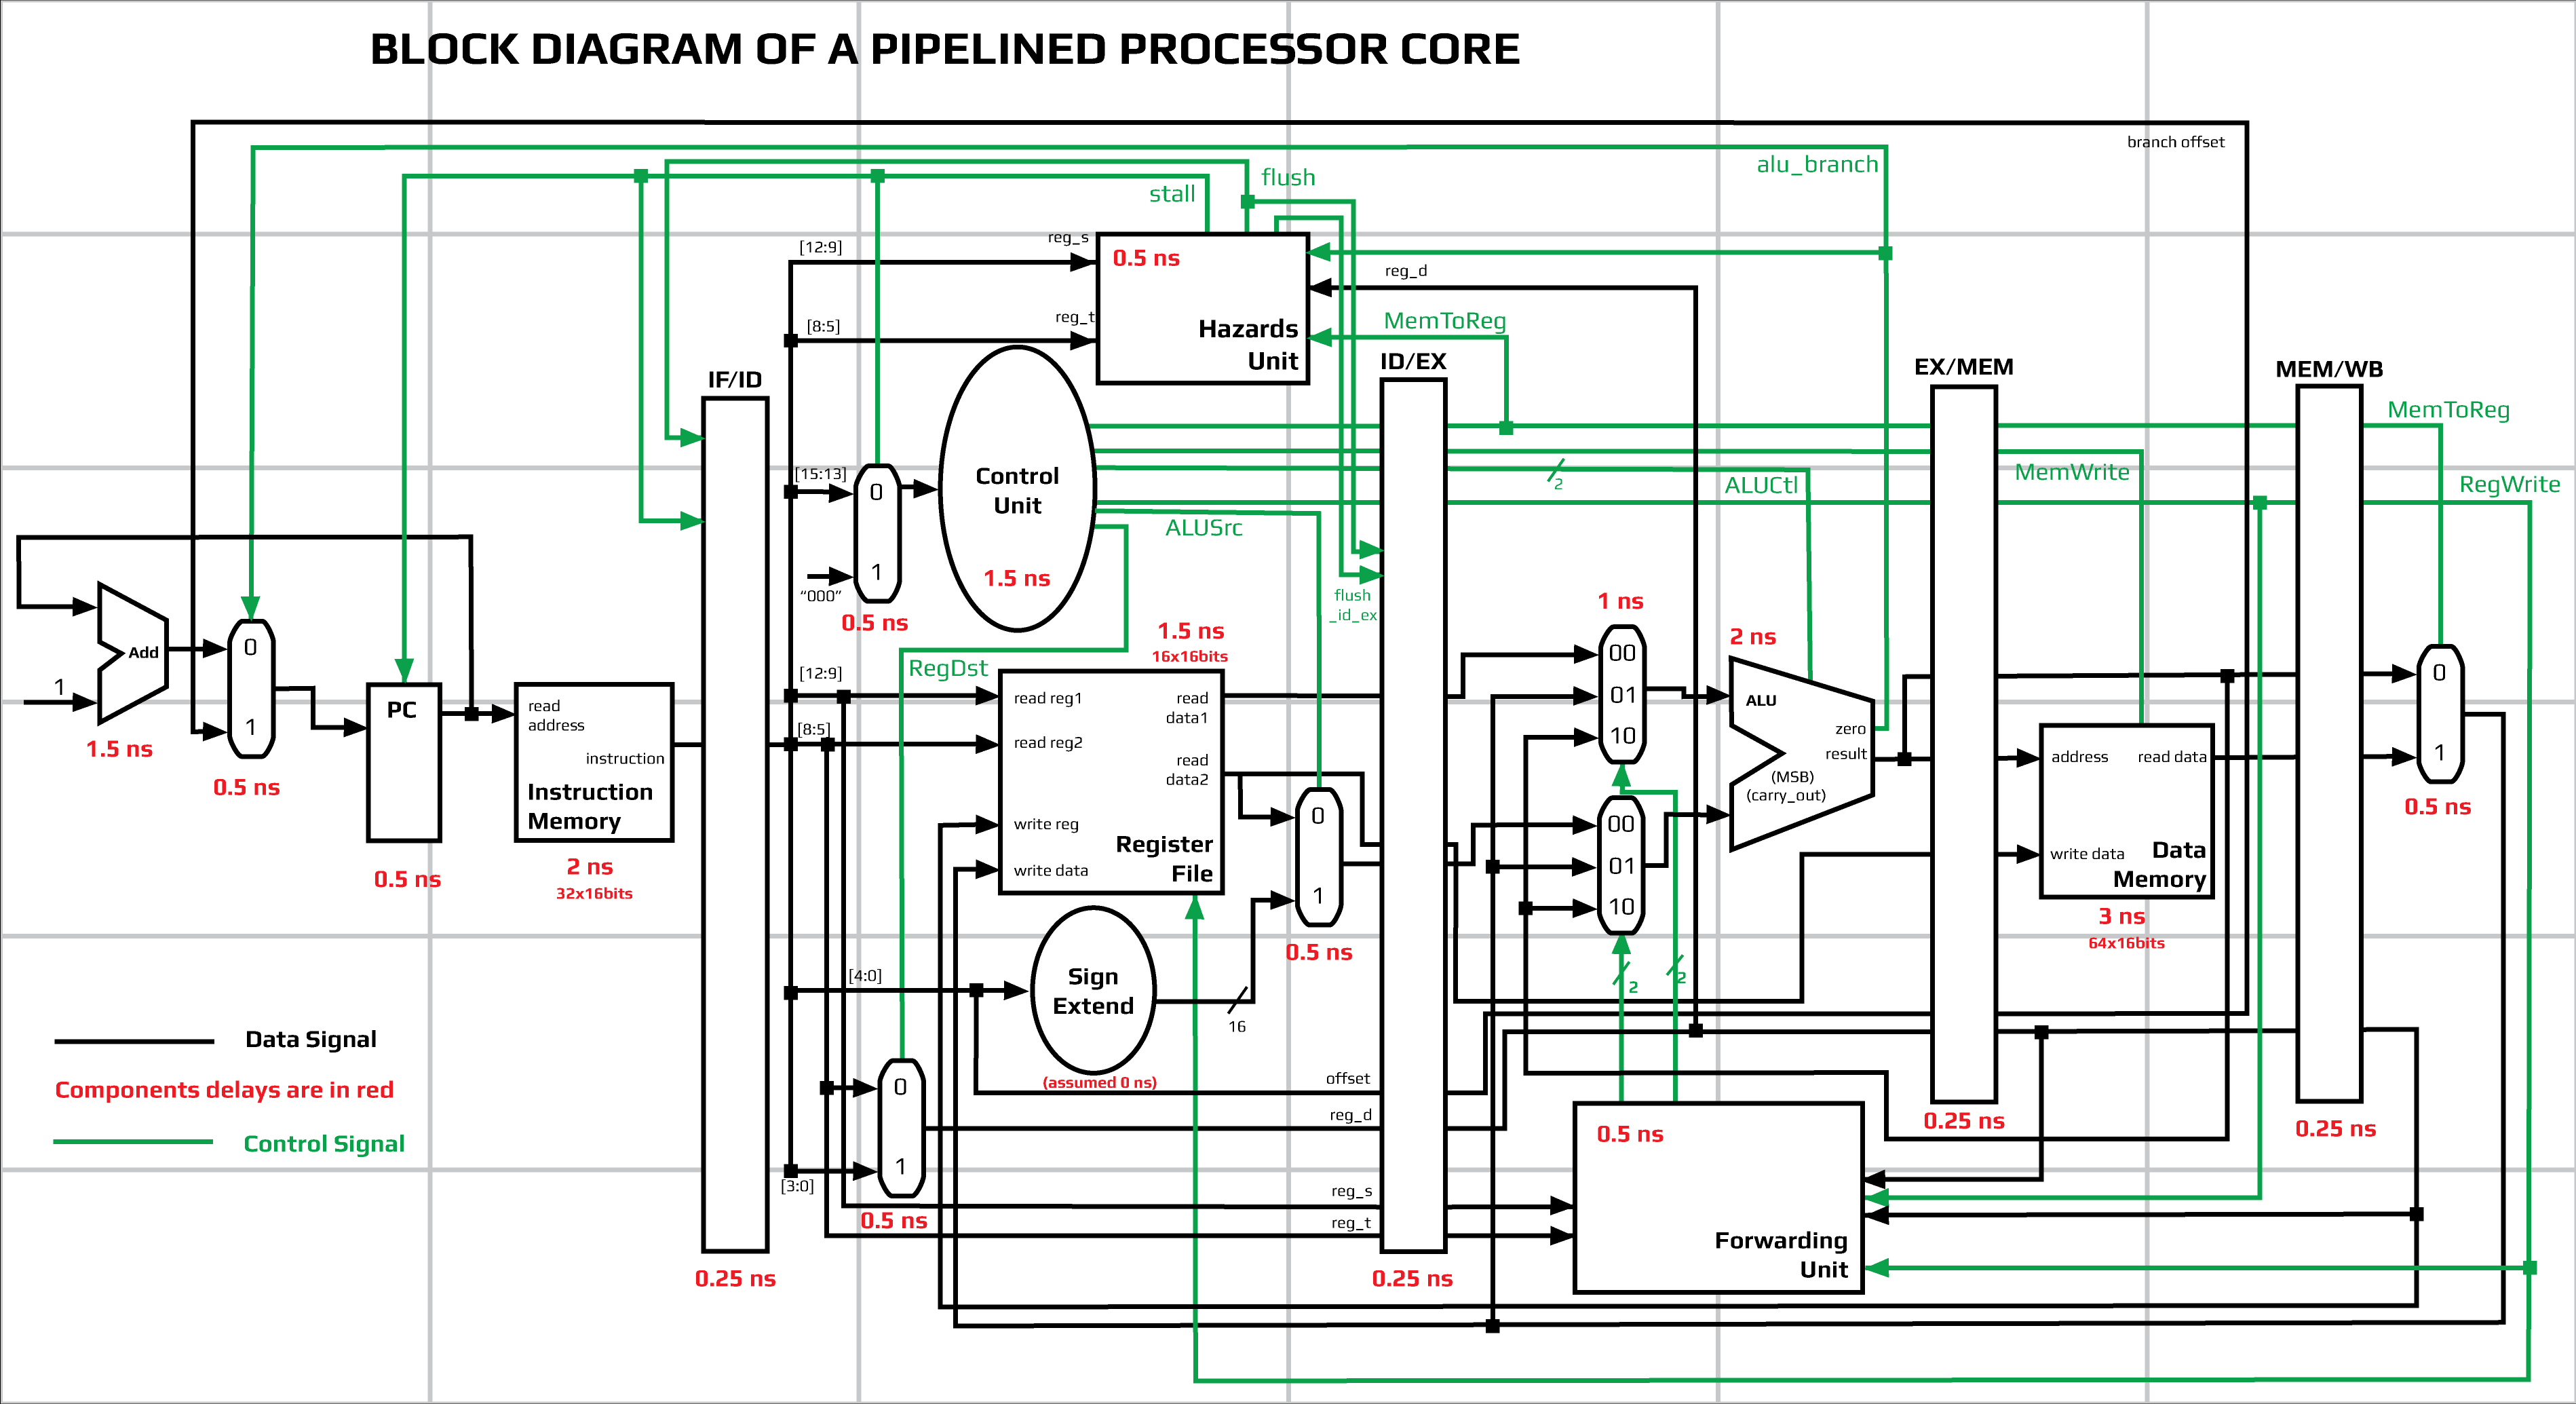 BLOCK DIAGRAM OF A PIPELINED PROCESSOR CORE
branch offset
alu_branch
flush
stall
[12:9]
reg_s
0.5 ns
reg_d
[8:5]
reg_t
MemToReg
Hazards
Unit
IF/ID
ID/EX
EX/MEM
MEM/WB
MemToReg
[15:13]
0
Control
Unit
2
ALUCtl
MemWrite
RegWrite
ALUSrc
1
"000"
1.5 ns
0.5 ns
flush
_id_ex
1 ns
1.5 ns
16x16bits
2 ns
Add
1
0
1
1.5 ns
0.5 ns
PC
0.5 ns
read
address
instruction
Instruction
Memory
2 ns
32x16bits
[12:9]
RegDst
[8:5]
read reg1
read
data1
read reg2
read
data2
write reg
Register
write data
File
0
1
0.5 ns
00
01
10
00
01
10
2
2
ALU
zero
result
(MSB)
(carry_out)
address
read data
write data
Data
Memory
3 ns
64x16bits
0
1
0.5 ns
[4:0]
Sign
Extend
16
(assumed 0 ns)
Data Signal
Components delays are in red
Control Signal
0
1
[3:0]
0.5 ns
offset
reg_d
reg_s
reg_t
0.5 ns
Forwarding
Unit
0.25 ns
0.25 ns
0.25 ns
0.25 ns